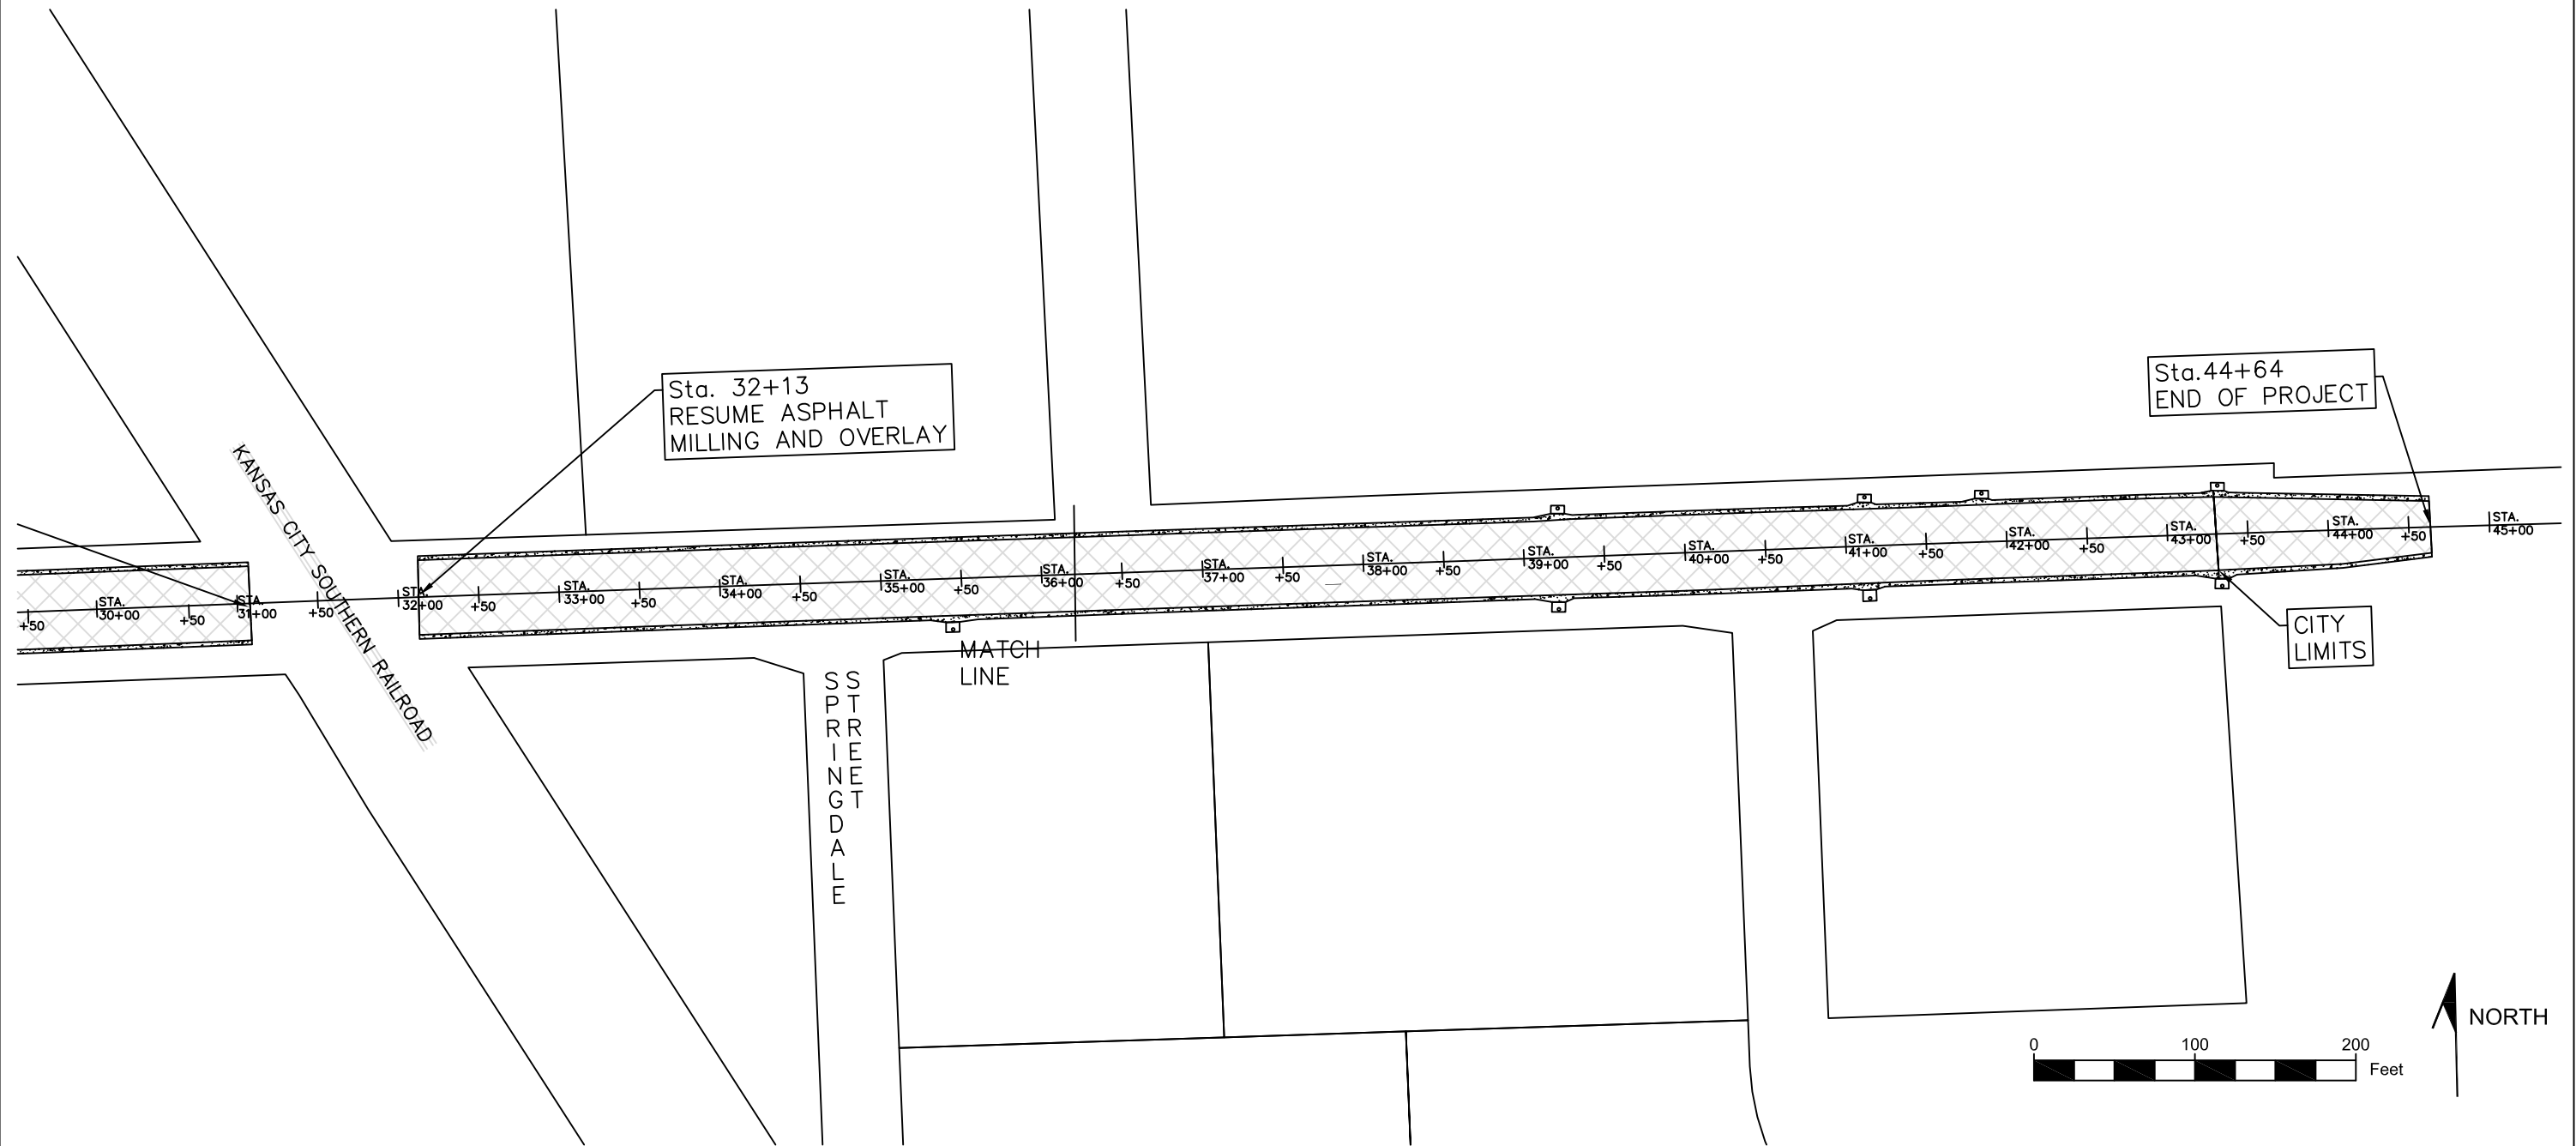 Sta. 32+13
RESUME ASPHALT
MILLING AND OVERLAY
Sta.44+64
END OF PROJECT
KANSAS CITY SOUTHERN RAILROAD
+50
STA.
30+00
+50
STA.
31+00
+50
STA.
32+00
+50
STA.
33+00
+50
STA.
34+00
+50
STA.
35+00
+50
STA.
36+00
+50
STA.
37+00
+50
STA.
38+00
+50
STA.
39+00
+50
STA.
40+00
+50
STA.
41+00
+50
STA.
42+00
+50
STA.
43+00
+50
STA.
44+00
+50
STA.
45+00
MATCH
LINE
CITY
LIMITS
SPRINGDALE
STREET
NORTH
0 100 200
Feet